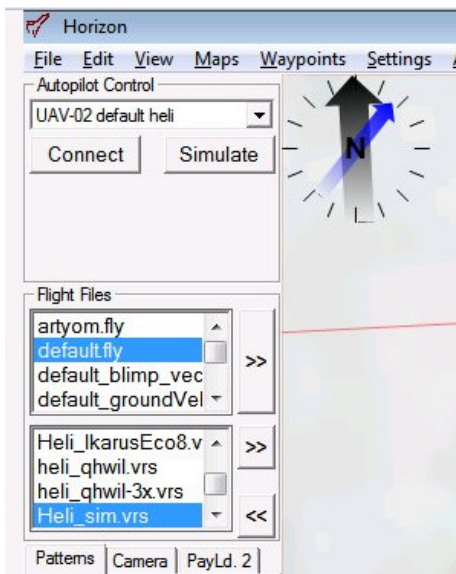 Horizon
File Edit View Maps Waypoints Settings
Autopilot Control
UAV-02 default heli
Connect Simulate
N
Flight Files
artyom.fly
default.fly
default_blimp_vec
default_groundVel
>>
Heli_IkarusEco8.v
heli_qhwil.vrs
heli_qhwil-3x.vrs
Heli_sim.vrs
>>
<<
Patterns Camera PayLd. 2